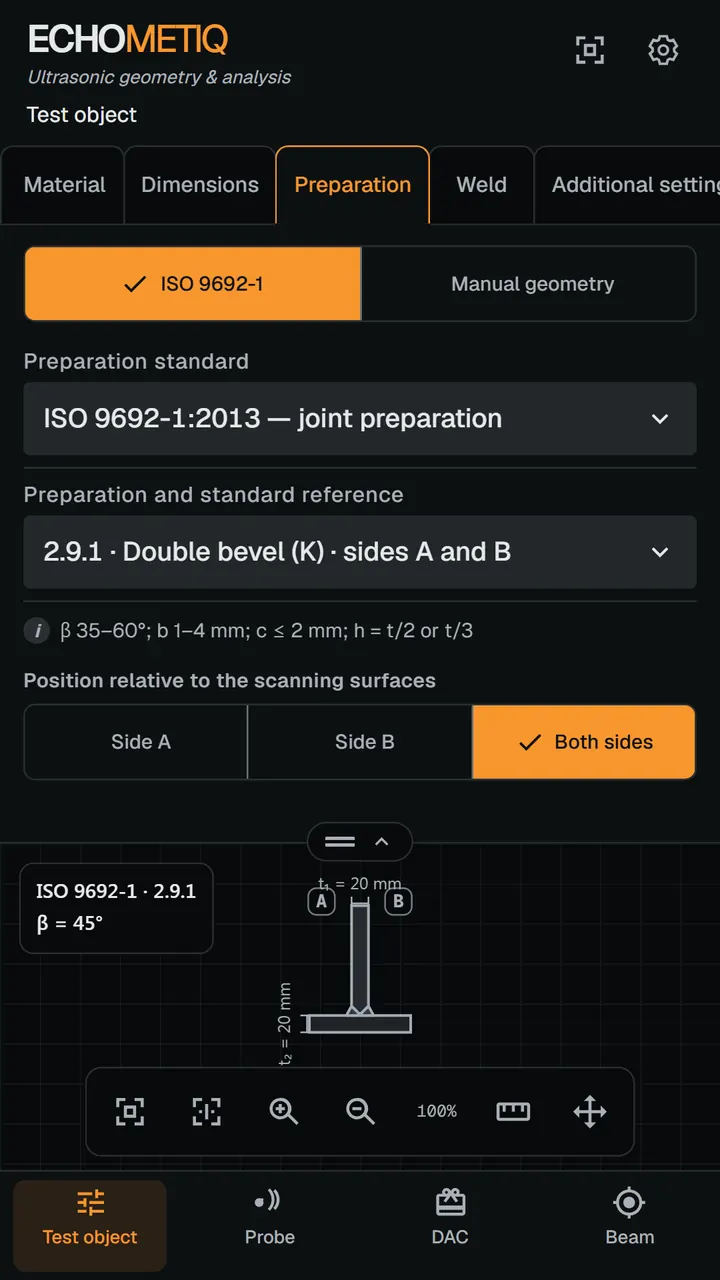 ECHOMETIQ
Ultrasonic geometry & analysis
Test object
Material Dimensions Preparation Weld Additional setting
ISO 9692-1 Manual geometry
Preparation standard
ISO 9692-1:2013 — joint preparation
Preparation and standard reference
2.9.1 · Double bevel (K) · sides A and B
i β 35–60°; b 1–4 mm; c ≤ 2 mm; h = t/2 or t/3
Position relative to the scanning surfaces
Side A Side B Both sides
ISO 9692-1 · 2.9.1
β = 45°
t₁ = 20 mm
A B
t₂ = 20 mm
100%
Test object Probe DAC Beam